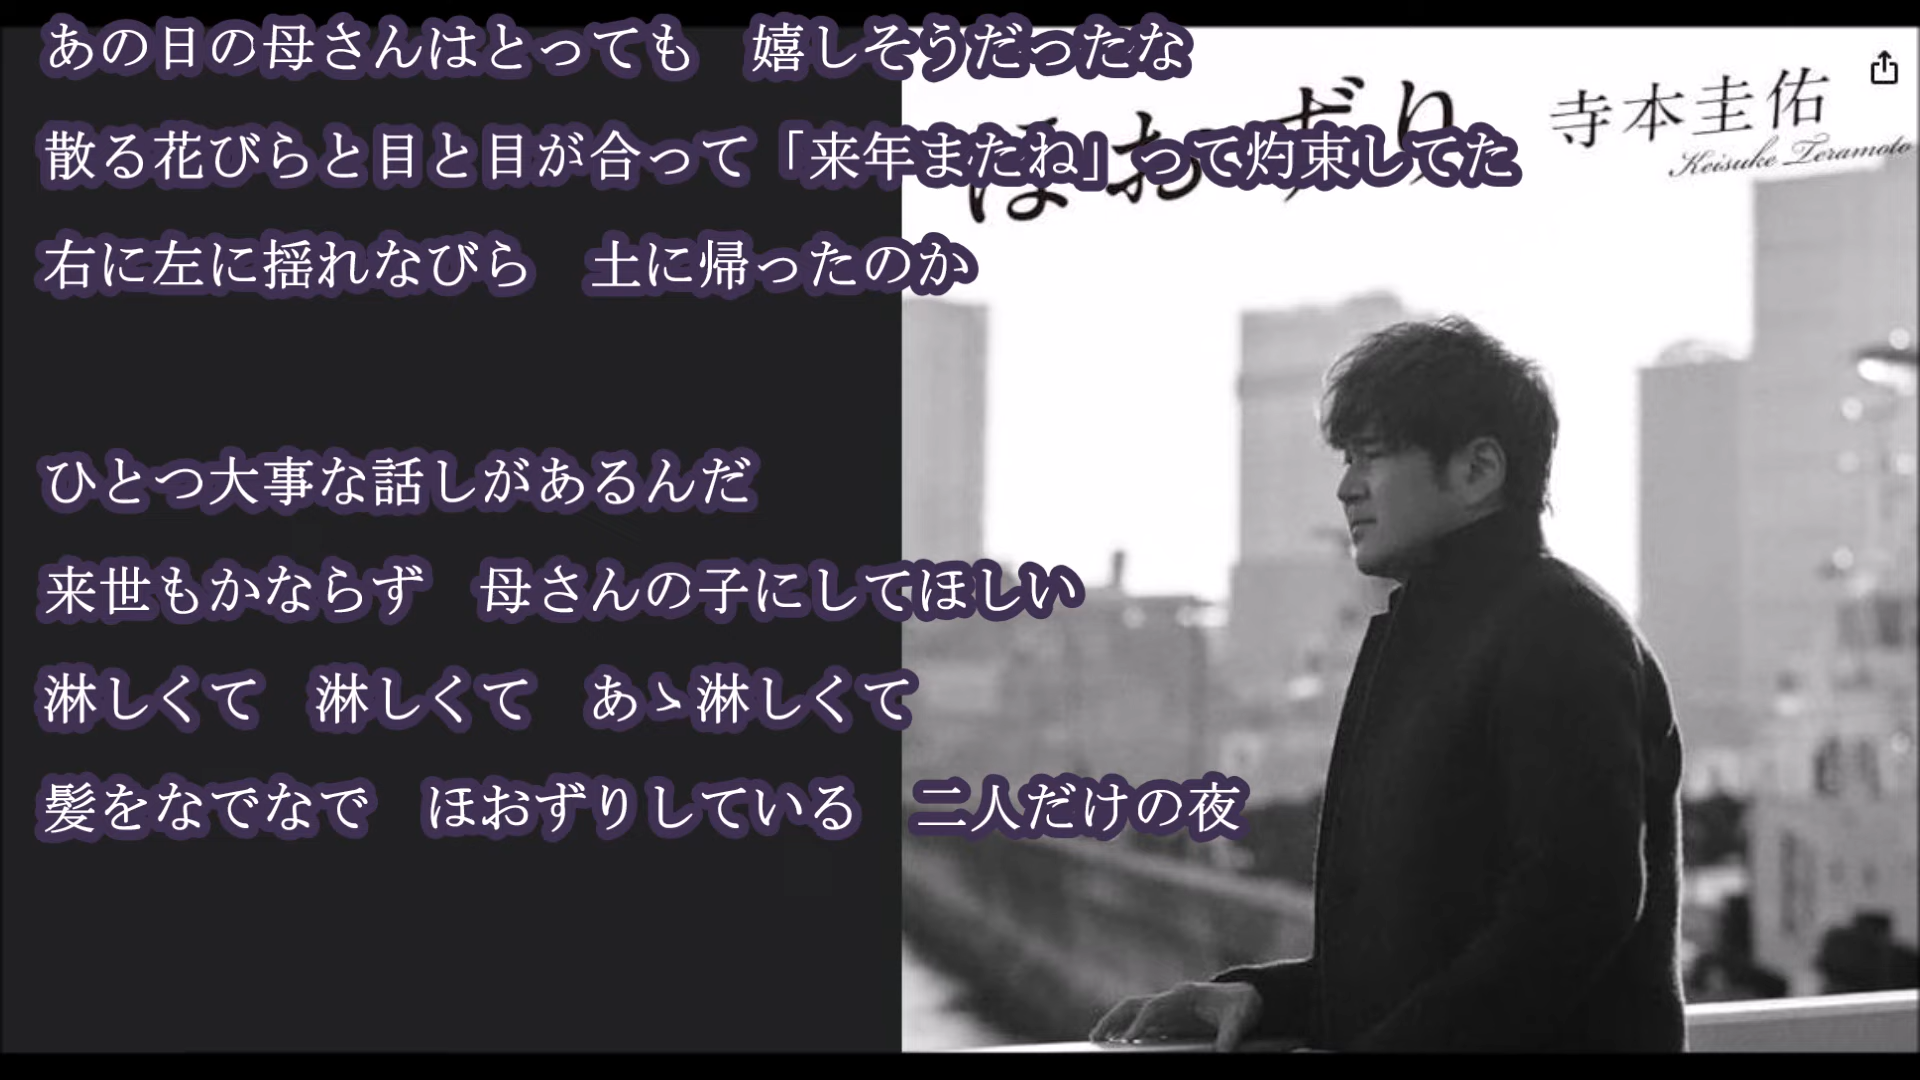 あの日の母さんはとっても　嬉しそうだったな
ほおずり
寺本圭佑
Keisuke Teramoto
散る花びらと目と目が合って「来年またね」って灼束してた
右に左に揺れなびら　土に帰ったのか
ひとつ大事な話しがあるんだ
来世もかならず　母さんの子にしてほしい
淋しくて　淋しくて　あゝ淋しくて
髪をなでなで　ほおずりしている　二人だけの夜